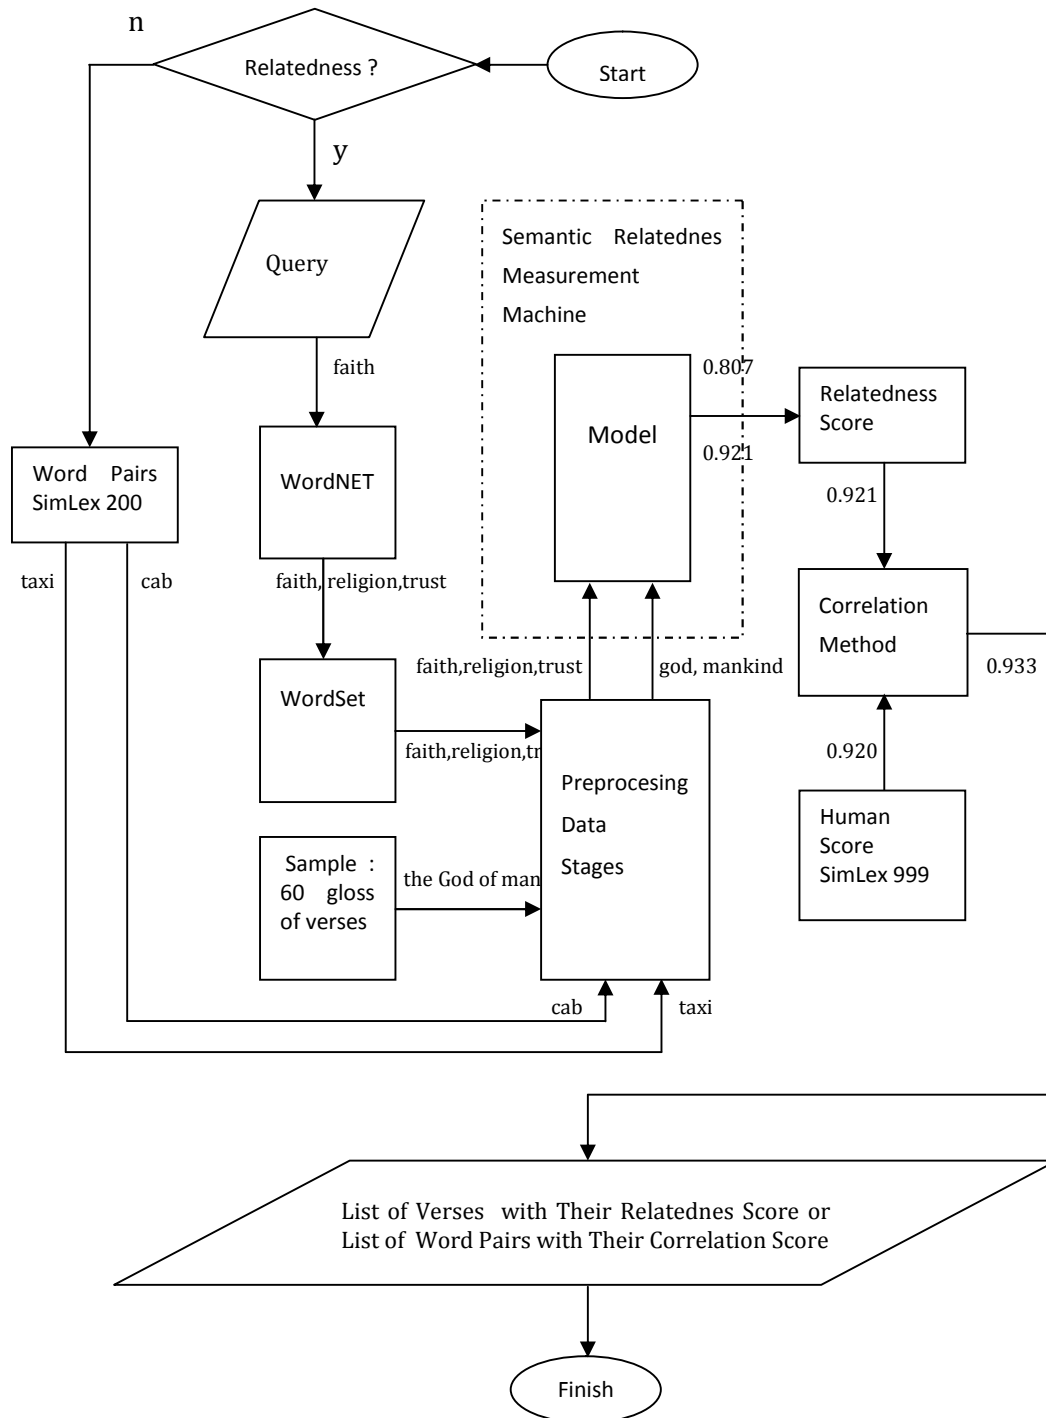 n
Relatedness ?
Start
y
Query
Semantic Relatednes
Measurement
Machine
faith
0.807
Model
0.921
Relatedness
Score
Word Pairs
SimLex 200
WordNET
0.921
taxi
cab
faith, religion,trust
Correlation
Method
faith,religion,trust
god, mankind
0.933
WordSet
faith,religion,tr
0.920
Preprocesing
Data
Stages
Human
Score
SimLex 999
Sample :
60 gloss
of verses
the God of man
cab
taxi
List of Verses with Their Relatednes Score or
List of Word Pairs with Their Correlation Score
Finish